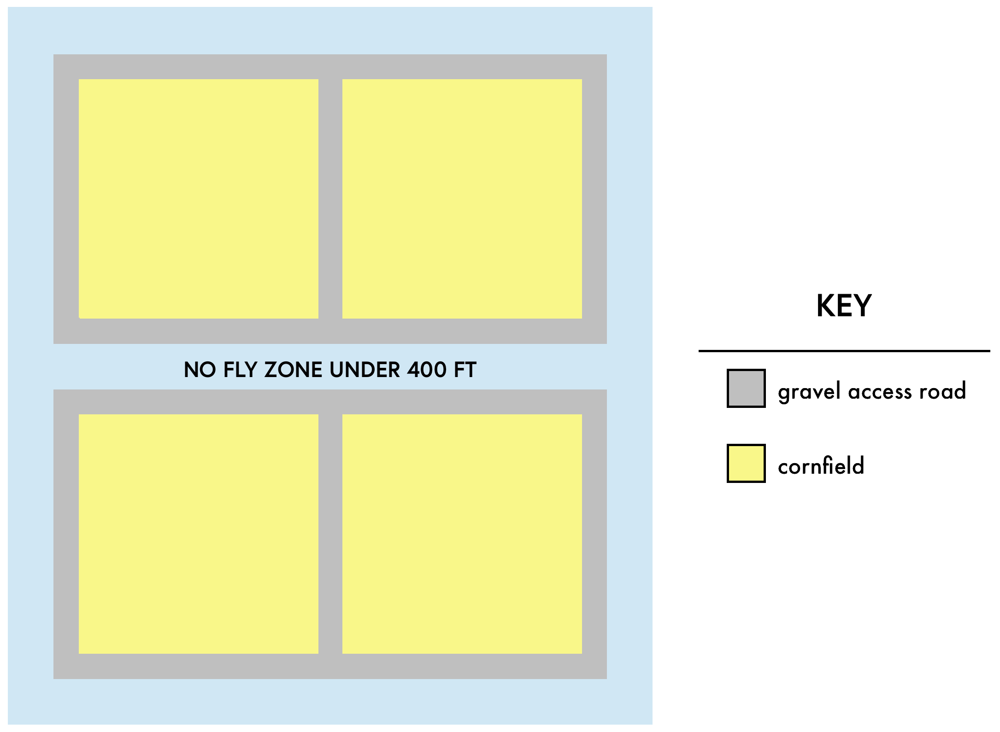 NO FLY ZONE UNDER 400 FT
KEY
gravel access road
cornfield